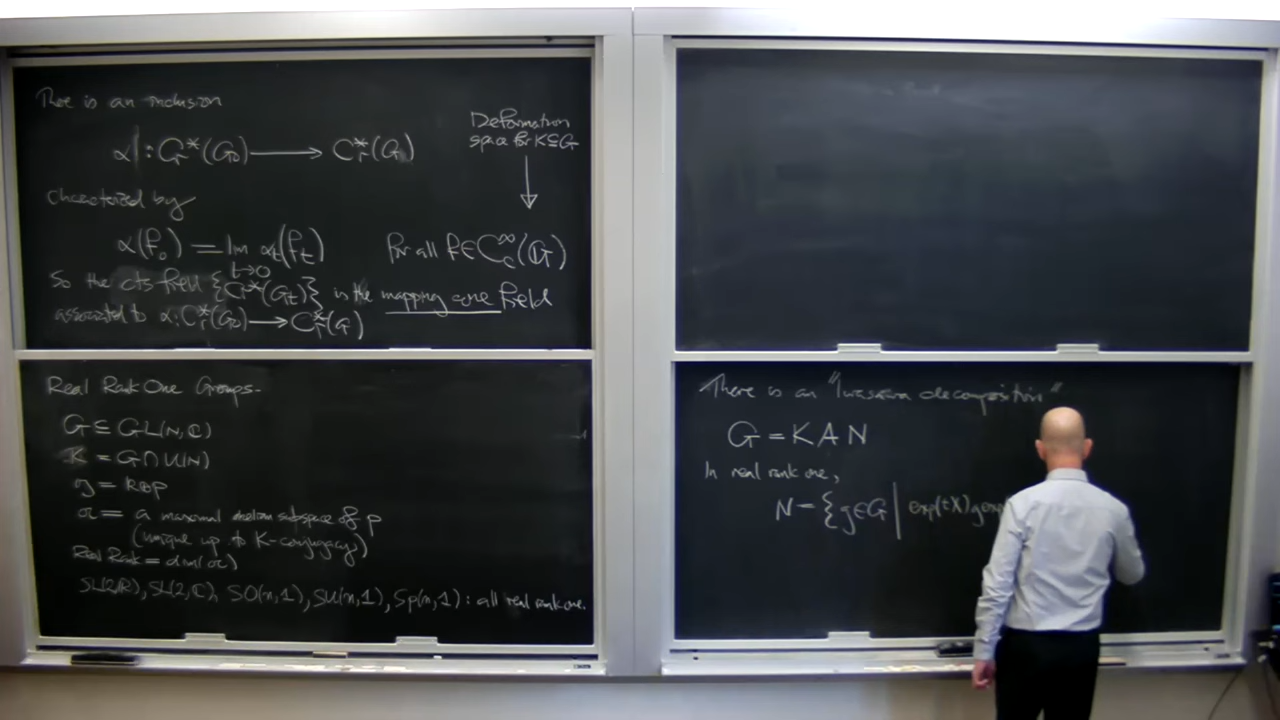 There is an inclusion
α : C*r(G₀) ⟶ C*r(G)
characterized by
α(f₀) = lim t→0 αt(ft)    for all f ∈ C∞c(𝔾)
Deformation
space for K⊆G
So the cts field {C*r(Gt)} is the mapping cone field
associated to α: C*r(G₀) ⟶ C*r(G)
Real Rank One Groups-
G ⊆ GL(N,ℂ)
K = G∩U(N)
𝔤 = k⊕p
𝔞 = a maximal abelian subspace of p
(unique up to K-conjugacy)
Real Rank = dim(𝔞)
SL(2,ℝ), SL(2,ℂ), SO(n,1), SU(n,1), Sp(n,1) : all real rank one.
There is an "Iwasawa decomposition"
G = KAN
In real rank one,
N = {g∈G | exp(tX)g exp